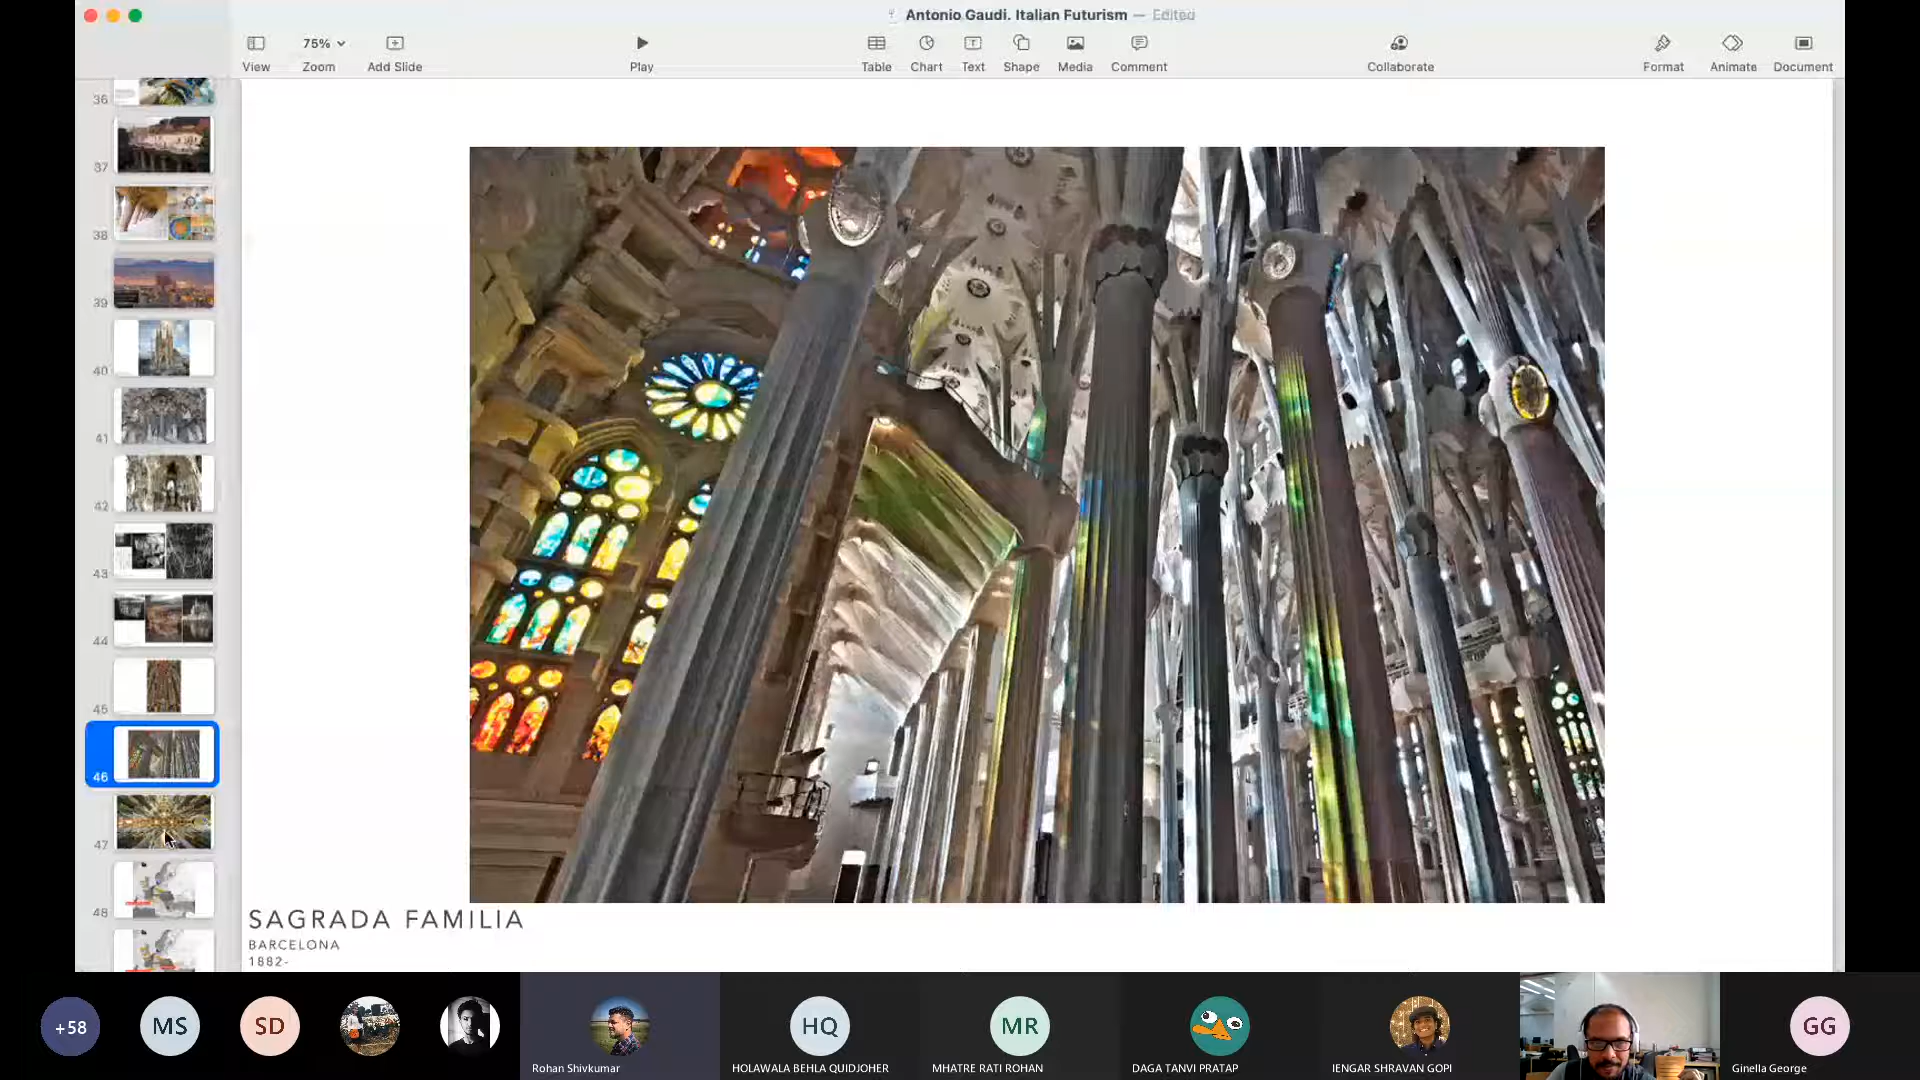 Antonio Gaudi. Italian Futurism — Edited
View
75%
Zoom
Add Slide
Play
Table
Chart
Text
Shape
Media
Comment
Collaborate
Format
Animate
Document
36
37
38
39
40
41
42
43
44
45
46
47
48
SAGRADA FAMILIA
BARCELONA
1882-
+58
MS
SD
HQ
MR
GG
Rohan Shivkumar
HOLAWALA BEHLA QUIDJOHER
MHATRE RATI ROHAN
DAGA TANVI PRATAP
IENGAR SHRAVAN GOPI
Ginella George